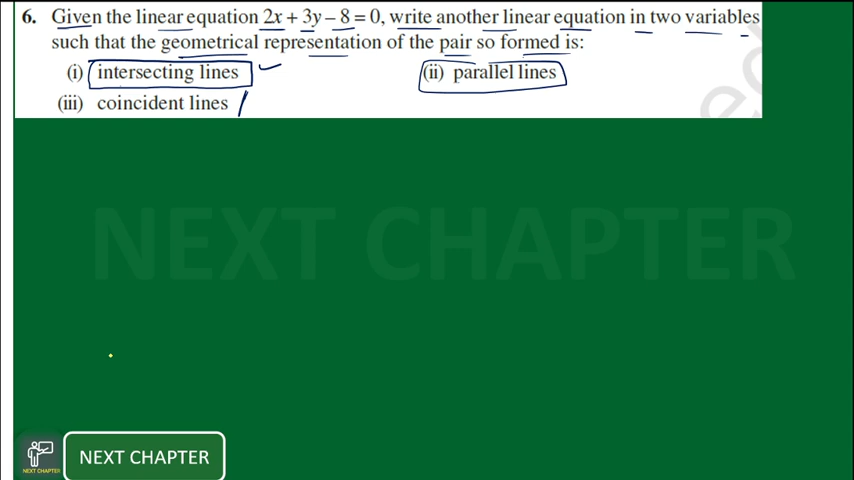 6. Given the linear equation 2x + 3y – 8 = 0, write another linear equation in two variables
such that the geometrical representation of the pair so formed is:
(i) intersecting lines (ii) parallel lines
(iii) coincident lines
NEXT CHAPTER
NEXT CHAPTER
NEXT CHAPTER